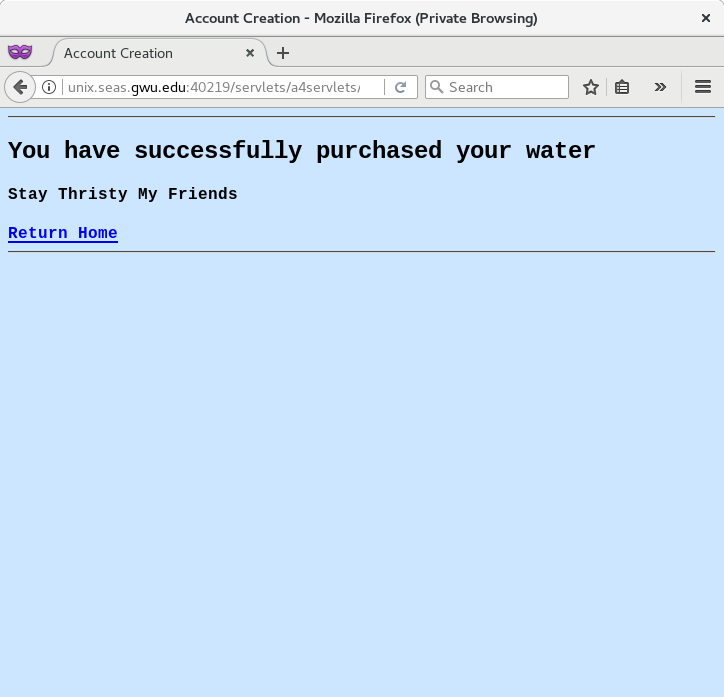 Account Creation - Mozilla Firefox (Private Browsing)
Account Creation
unix.seas.gwu.edu:40219/servlets/a4servlets/
Search
You have successfully purchased your water
Stay Thristy My Friends
Return Home